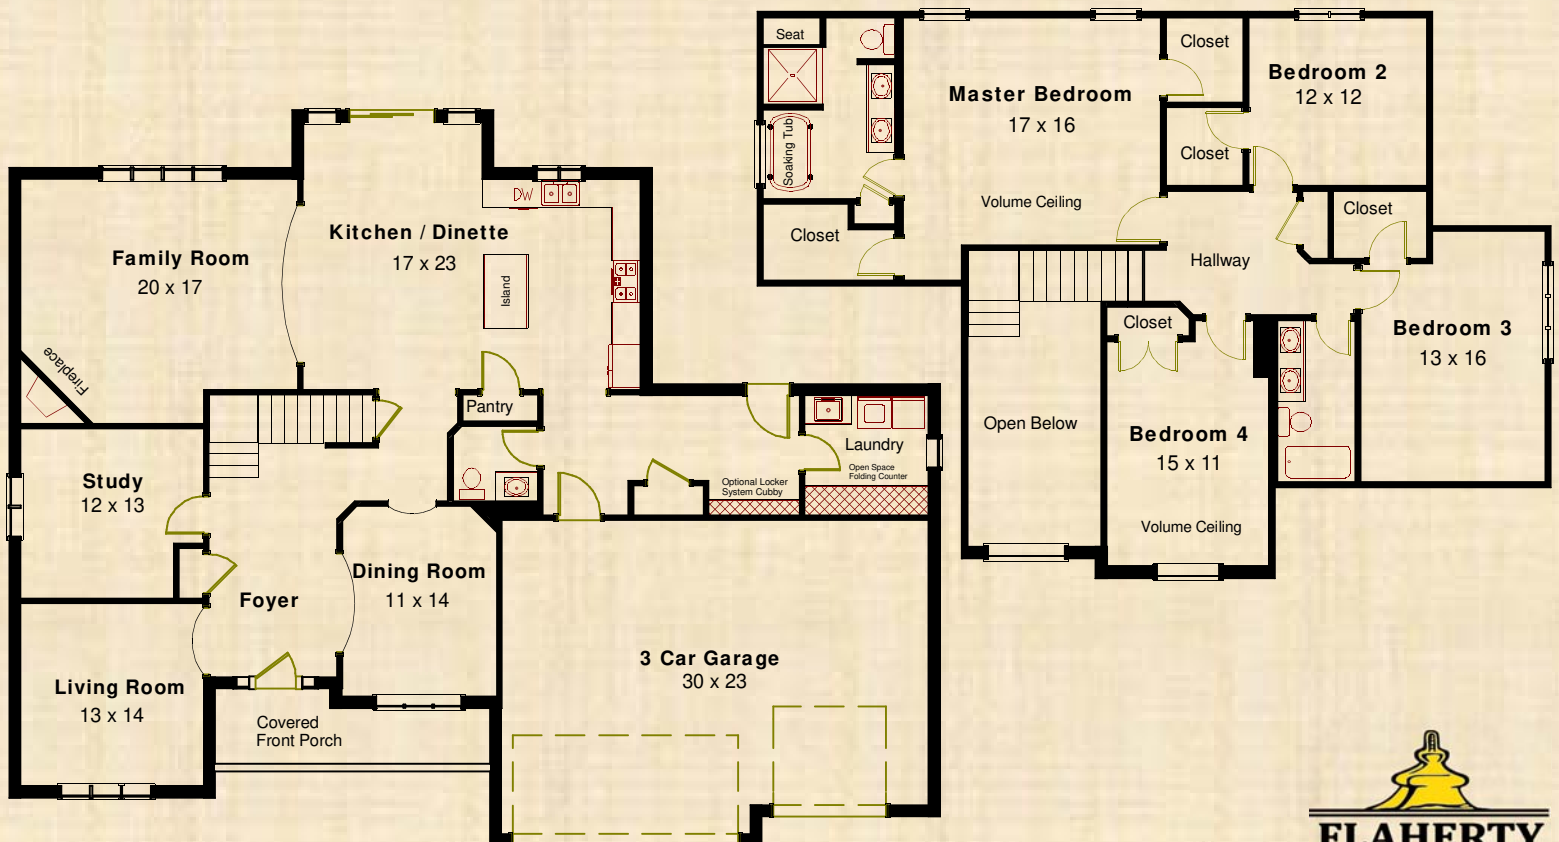 Family Room
20 x 17
Fireplace
Kitchen / Dinette
17 x 23
DW
Island
Pantry
Study
12 x 13
Foyer
Dining Room
11 x 14
Living Room
13 x 14
Covered
Front Porch
Laundry
Open Space
Folding Counter
Optional Locker
System Cubby
3 Car Garage
30 x 23
Seat
Soaking Tub
Closet
Master Bedroom
17 x 16
Volume Ceiling
Closet
Closet
Bedroom 2
12 x 12
Closet
Hallway
Bedroom 3
13 x 16
Closet
Open Below
Bedroom 4
15 x 11
Volume Ceiling
FLAHERTY